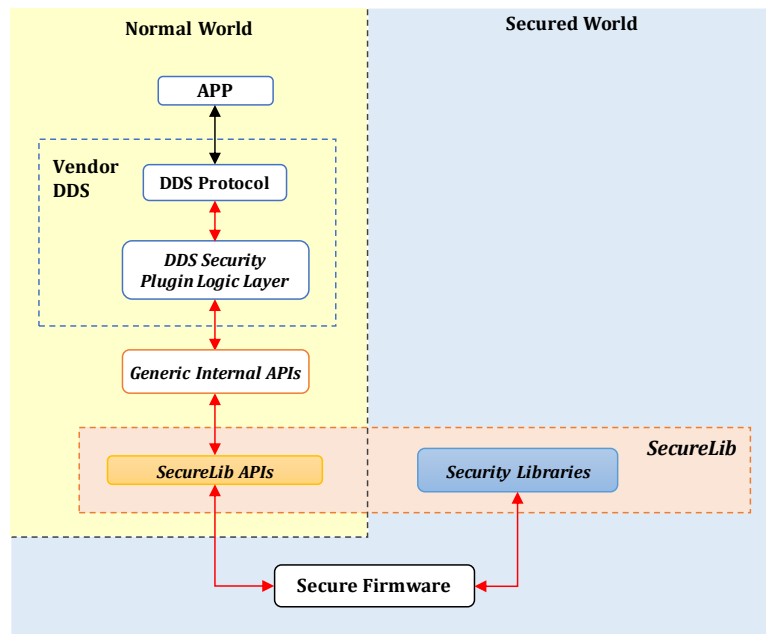 Normal World
Secured World
APP
Vendor
DDS
DDS Protocol
DDS Security
Plugin Logic Layer
Generic Internal APIs
SecureLib
SecureLib APIs
Security Libraries
Secure Firmware